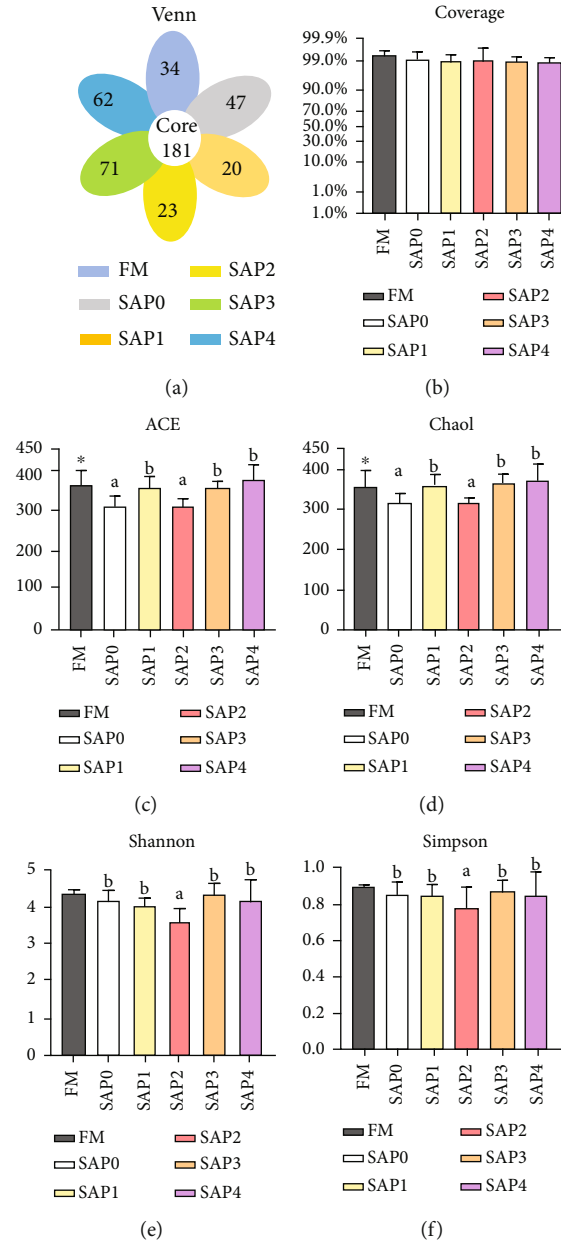 Venn
34
62
47
Core
181
71
20
23
FM
SAP2
SAP0
SAP3
SAP1
SAP4
(a)
Coverage
99.9%
99.0%
90.0%
70.0%
50.0%
30.0%
10.0%
1.0%
1.0%
FM
SAP0
SAP1
SAP2
SAP3
SAP4
FM
SAP2
SAP0
SAP3
SAP1
SAP4
(b)
ACE
450
400
300
200
100
0
*
a
b
a
b
b
FM
SAP0
SAP1
SAP2
SAP3
SAP4
FM
SAP2
SAP0
SAP3
SAP1
SAP4
(c)
Chaol
450
400
300
200
100
0
*
a
b
a
b
b
FM
SAP0
SAP1
SAP2
SAP3
SAP4
FM
SAP2
SAP0
SAP3
SAP1
SAP4
(d)
Shannon
5
4
3
2
1
0
b
b
a
b
b
FM
SAP0
SAP1
SAP2
SAP3
SAP4
FM
SAP2
SAP0
SAP3
SAP1
SAP4
(e)
Simpson
1.0
0.8
0.6
0.4
0.2
0.0
b
b
a
b
b
FM
SAP0
SAP1
SAP2
SAP3
SAP4
FM
SAP2
SAP0
SAP3
SAP1
SAP4
(f)